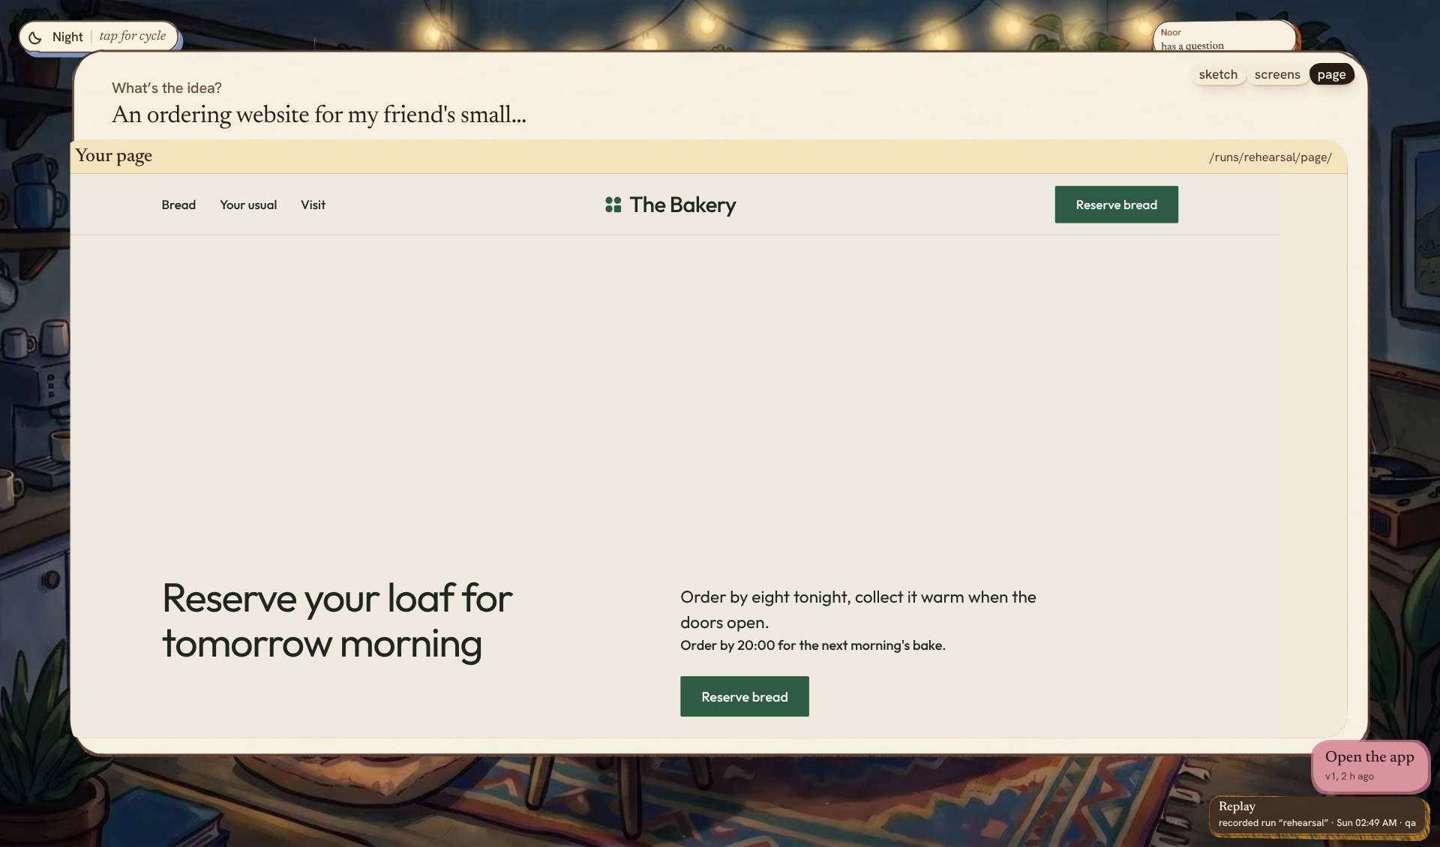 Night
tap for cycle
Noor
has a question
sketch
screens
page
What's the idea?
An ordering website for my friend's small...
Your page
/runs/rehearsal/page/
Bread
Your usual
Visit
The Bakery
Reserve bread
Reserve your loaf for
tomorrow morning
Order by eight tonight, collect it warm when the
doors open.
Order by 20:00 for the next morning's bake.
Reserve bread
Open the app
v1, 2 h ago
Replay
recorded run “rehearsal” · Sun 02:49 AM · qa